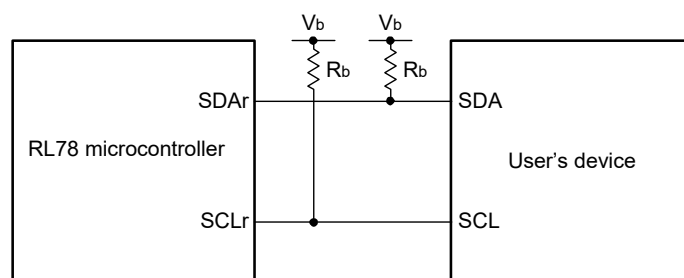 Vb Vb
Rb Rb
SDAr SDA
RL78 microcontroller User's device
SCLr SCL